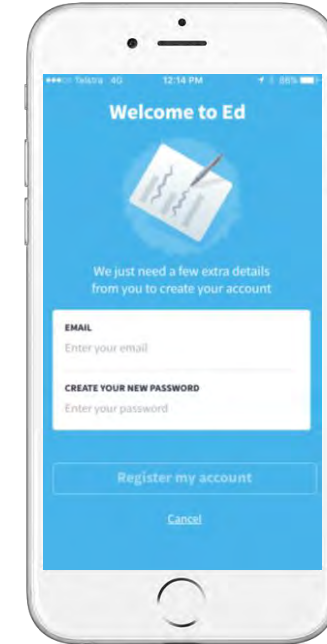 Telstra 4G 12:14 PM 86%
Welcome to Ed
We just need a few extra details
from you to create your account
EMAIL
Enter your email
CREATE YOUR NEW PASSWORD
Enter your password
Register my account
Cancel